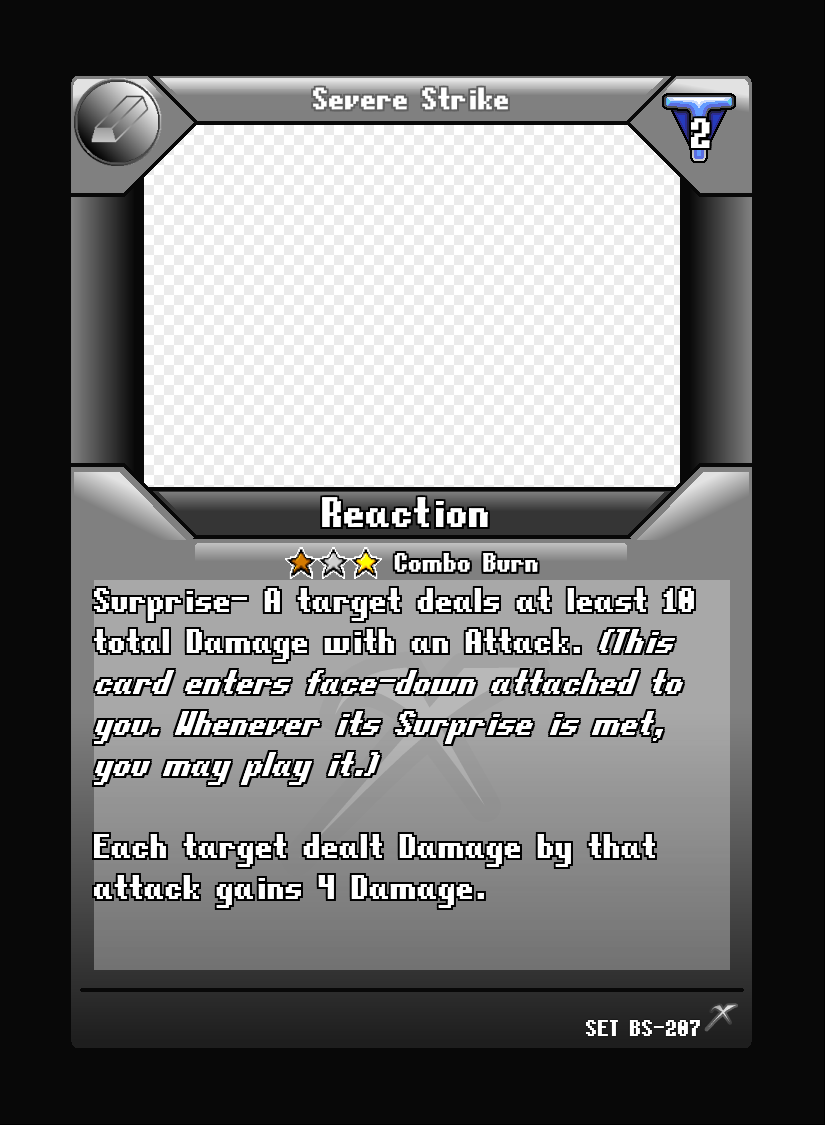 Severe Strike
2
Reaction
Combo Burn
Surprise- A target deals at least 10
total Damage with an Attack. (This
card enters face-down attached to
you. Whenever its Surprise is met,
you may play it.)
Each target dealt Damage by that
attack gains 4 Damage.
SET BS-207